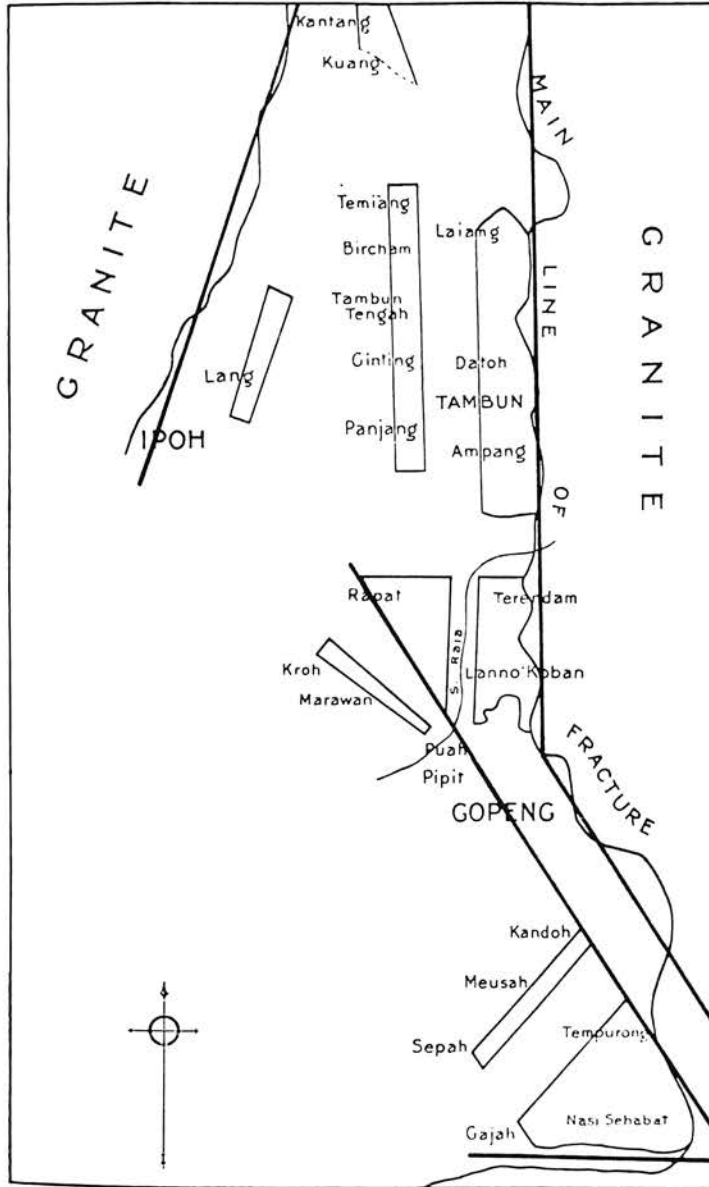 Kantang
Kuang
MAIN
GRANITE
Temiang
Laiang
Bircham
GRANITE
LINE
Tambun
Tengah
Lang
Ginting
Datoh
TAMBUN
Panjang
IPOH
Ampang
OF
Rapat
Terendam
S. Raia
Kroh
Lanno Koban
Marawan
Puah
FRACTURE
Pipit
GOPENG
Kandoh
Meusah
Tempurong
Sepah
Nasi Sehabat
Gajah